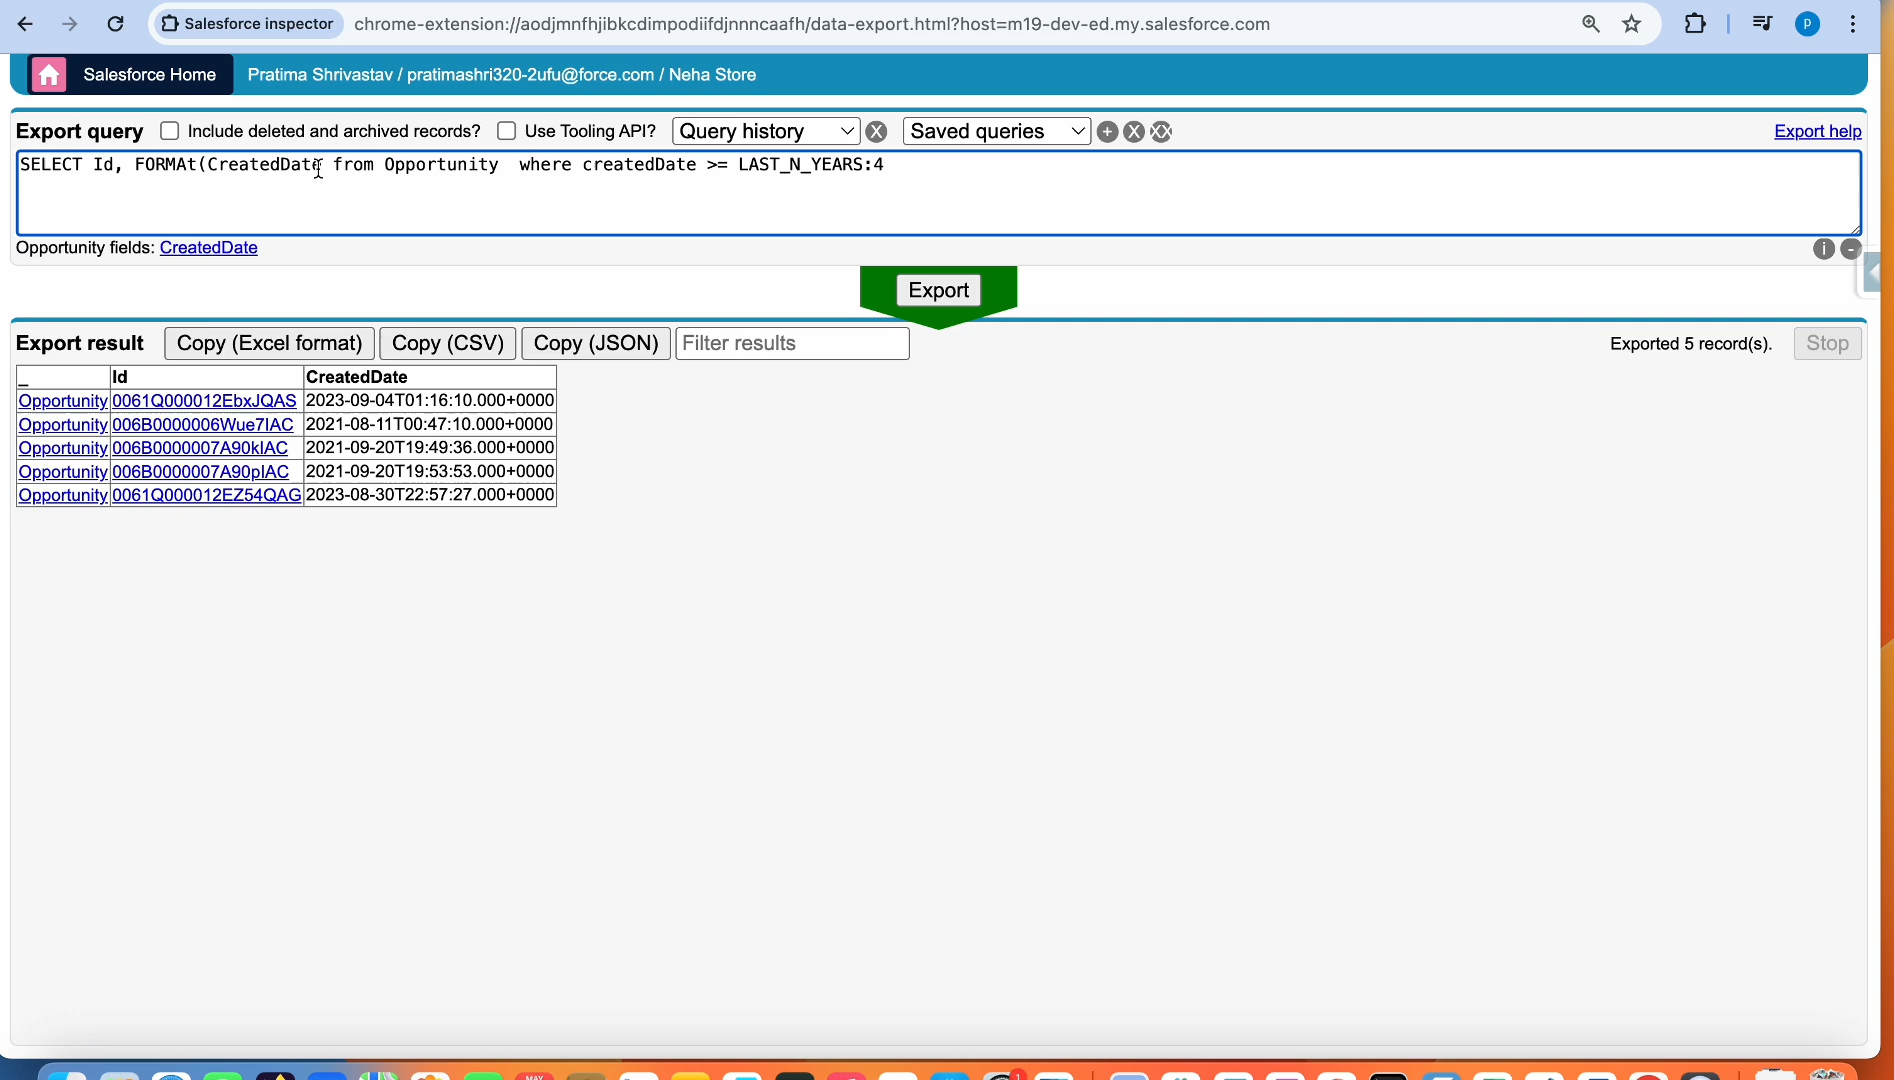 Salesforce inspector chrome-extension://aodjmnfhjibkcdimpodiifdjnnncaafh/data-export.html?host=m19-dev-ed.my.salesforce.com P
Salesforce Home Pratima Shrivastav / pratimashri320-2ufu@force.com / Neha Store
Export query Include deleted and archived records? Use Tooling API? Query history X Saved queries + X XX Export help
SELECT Id, FORMAt(CreatedDate from Opportunity where createdDate >= LAST_N_YEARS:4
Opportunity fields: CreatedDate i -
Export
Export result Copy (Excel format) Copy (CSV) Copy (JSON) Filter results Exported 5 record(s). Stop
_ Id CreatedDate
Opportunity 0061Q000012EbxJQAS 2023-09-04T01:16:10.000+0000
Opportunity 006B0000006Wue7IAC 2021-08-11T00:47:10.000+0000
Opportunity 006B0000007A90kIAC 2021-09-20T19:49:36.000+0000
Opportunity 006B0000007A90pIAC 2021-09-20T19:53:53.000+0000
Opportunity 0061Q000012EZ54QAG 2023-08-30T22:57:27.000+0000
MAY 1